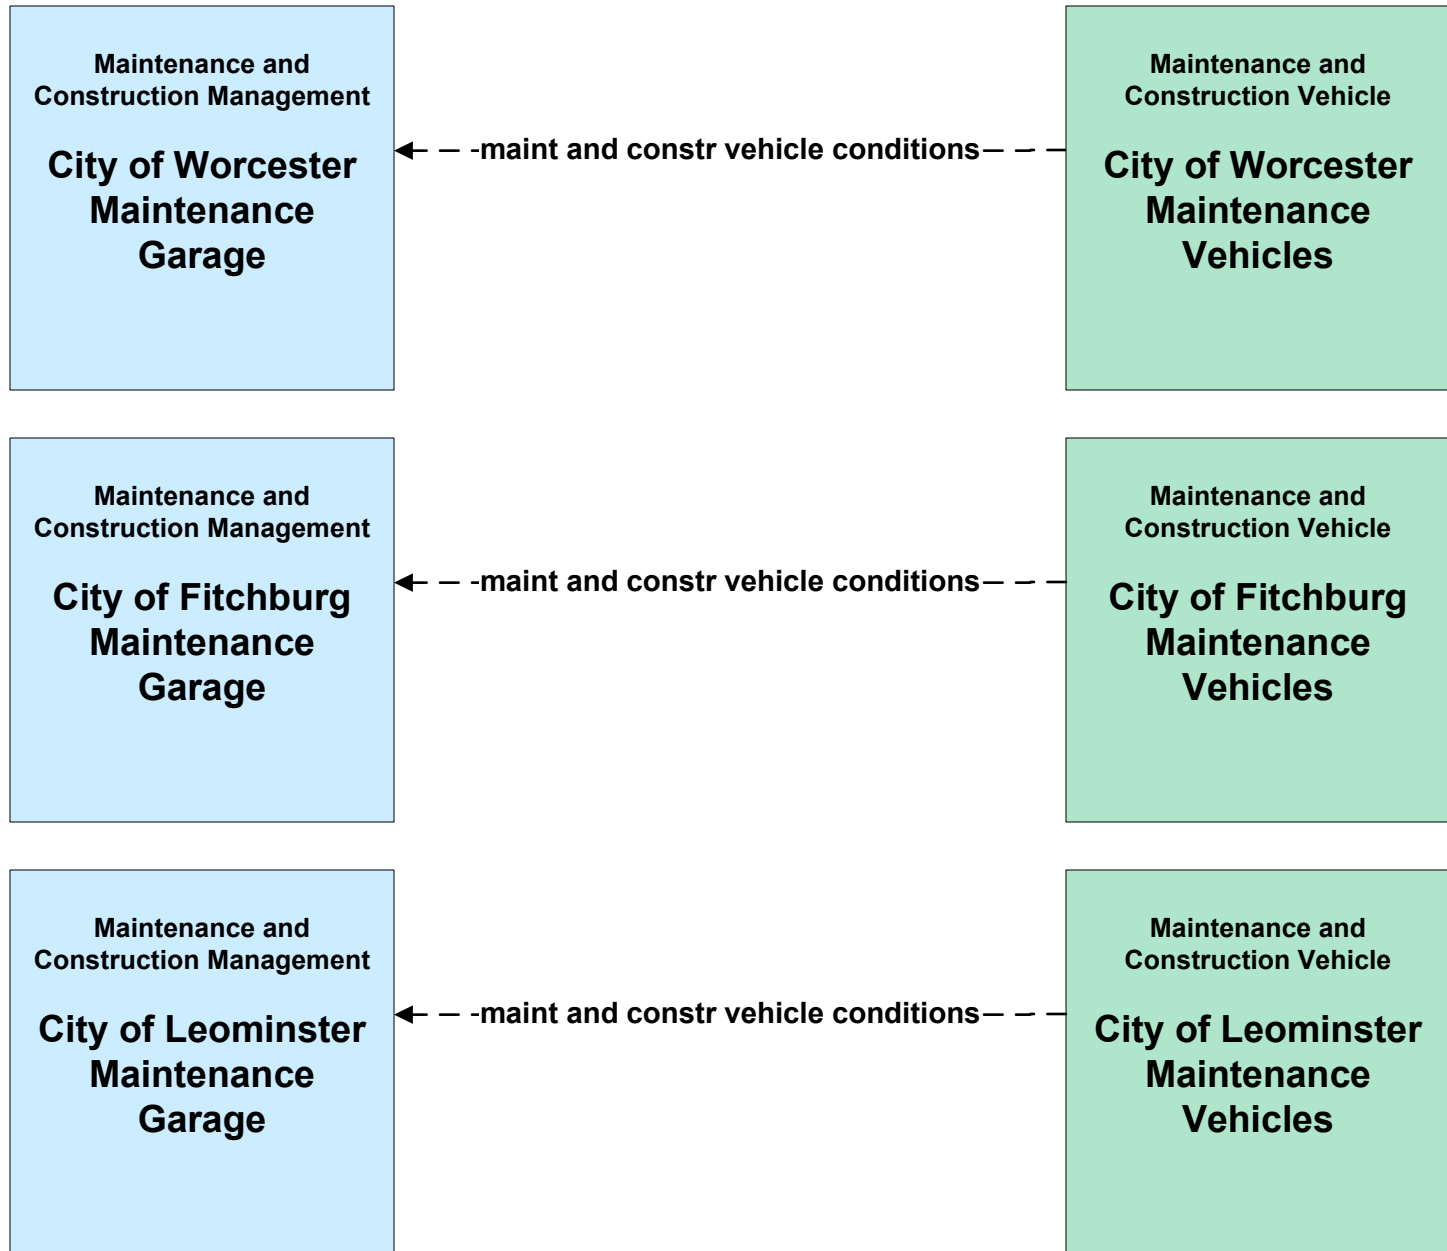 Maintenance and
Construction Management
City of Worcester
Maintenance
Garage
maint and constr vehicle conditions
Maintenance and
Construction Vehicle
City of Worcester
Maintenance
Vehicles
Maintenance and
Construction Management
City of Fitchburg
Maintenance
Garage
maint and constr vehicle conditions
Maintenance and
Construction Vehicle
City of Fitchburg
Maintenance
Vehicles
Maintenance and
Construction Management
City of Leominster
Maintenance
Garage
maint and constr vehicle conditions
Maintenance and
Construction Vehicle
City of Leominster
Maintenance
Vehicles